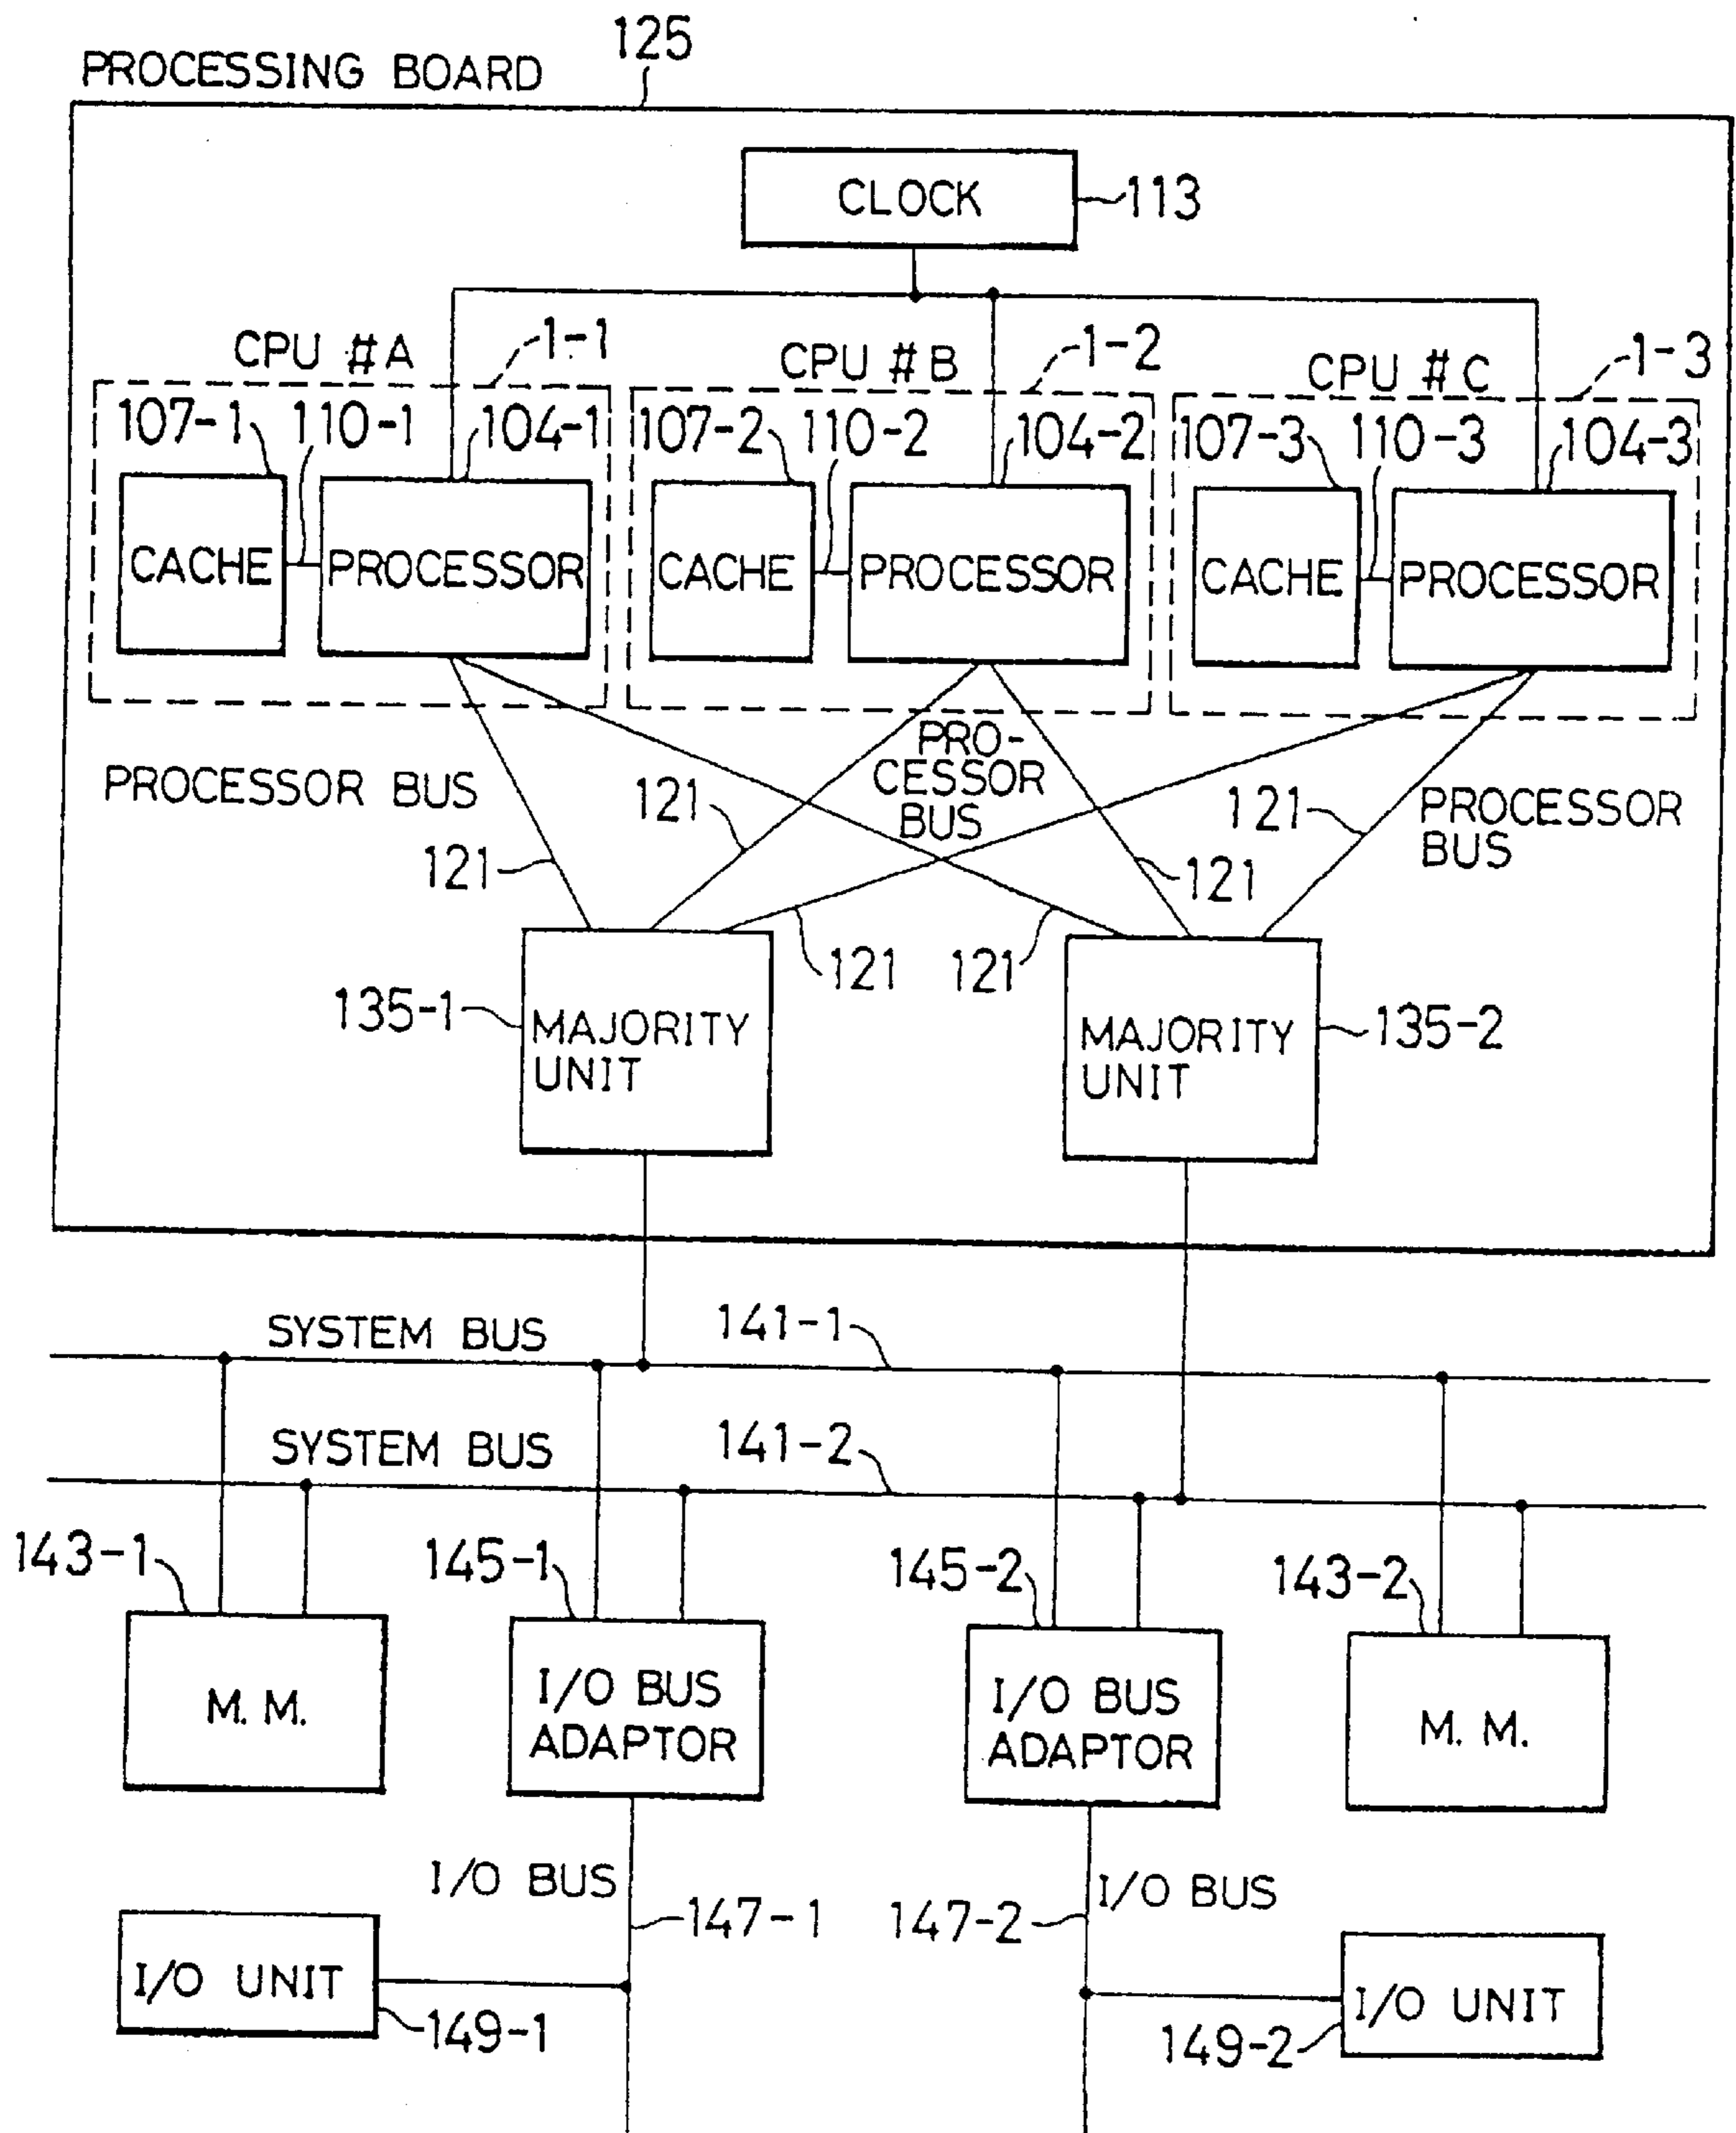 125
PROCESSING BOARD
CLOCK
113
CPU #A
1-1
CPU #B
1-2
CPU #C
1-3
107-1
110-1
104-1
107-2
110-2
104-2
107-3
110-3
104-3
CACHE
PROCESSOR
CACHE
PROCESSOR
CACHE
PROCESSOR
PROCESSOR BUS
121
121
PRO-
CESSOR
BUS
121
121
PROCESSOR
BUS
121
121
135-1
MAJORITY
UNIT
MAJORITY
UNIT
135-2
SYSTEM BUS
141-1
SYSTEM BUS
141-2
143-1
145-1
145-2
143-2
M. M.
I/O BUS
ADAPTOR
I/O BUS
ADAPTOR
M. M.
I/O BUS
147-1
147-2
I/O BUS
I/O UNIT
149-1
149-2
I/O UNIT